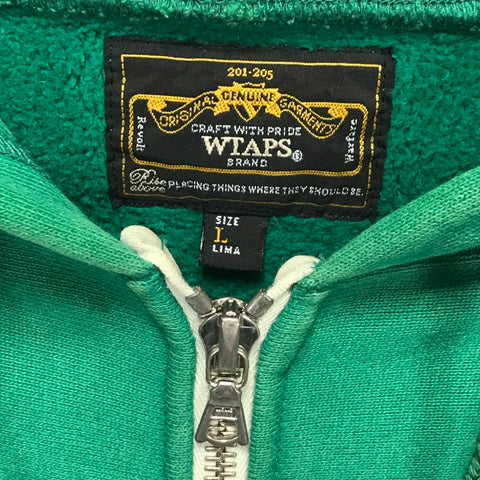 201-205
ORIGINAL GENUINE GARMENTS
CRAFT WITH PRIDE
Revolt
WTAPS®
Warfare
BRAND
Rise above
PLACING THINGS WHERE THEY SHOULD BE.
SIZE
L
LIMA